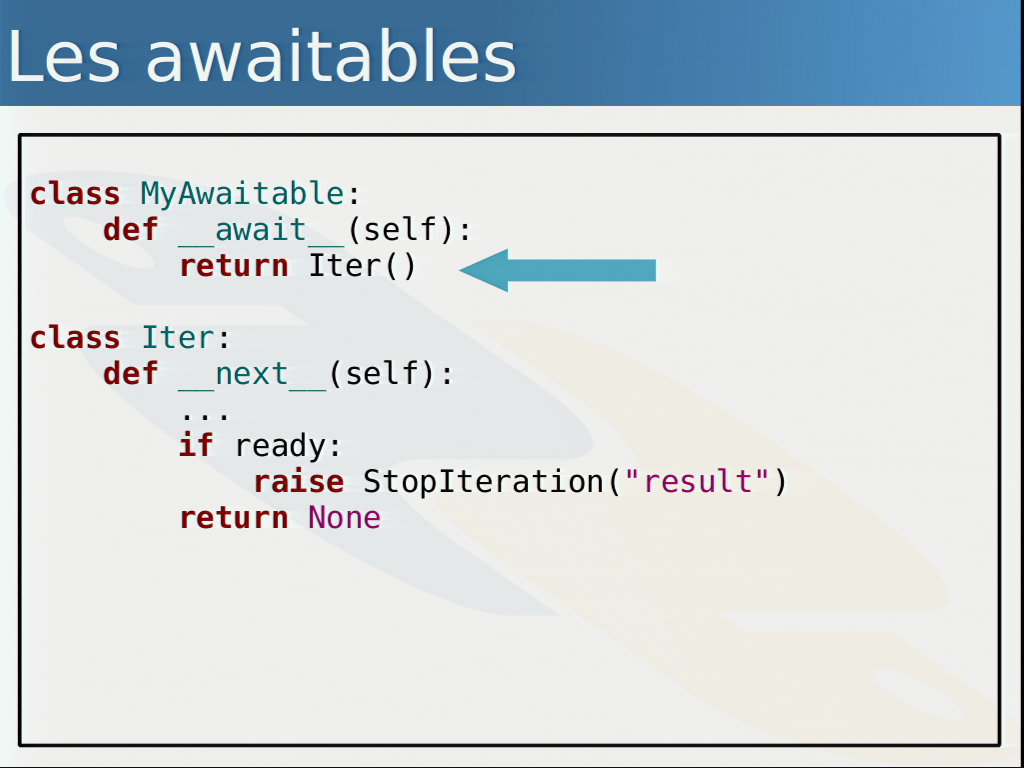 Les awaitables
class MyAwaitable:
    def __await__(self):
        return Iter()
class Iter:
    def __next__(self):
        ...
        if ready:
            raise StopIteration("result")
        return None